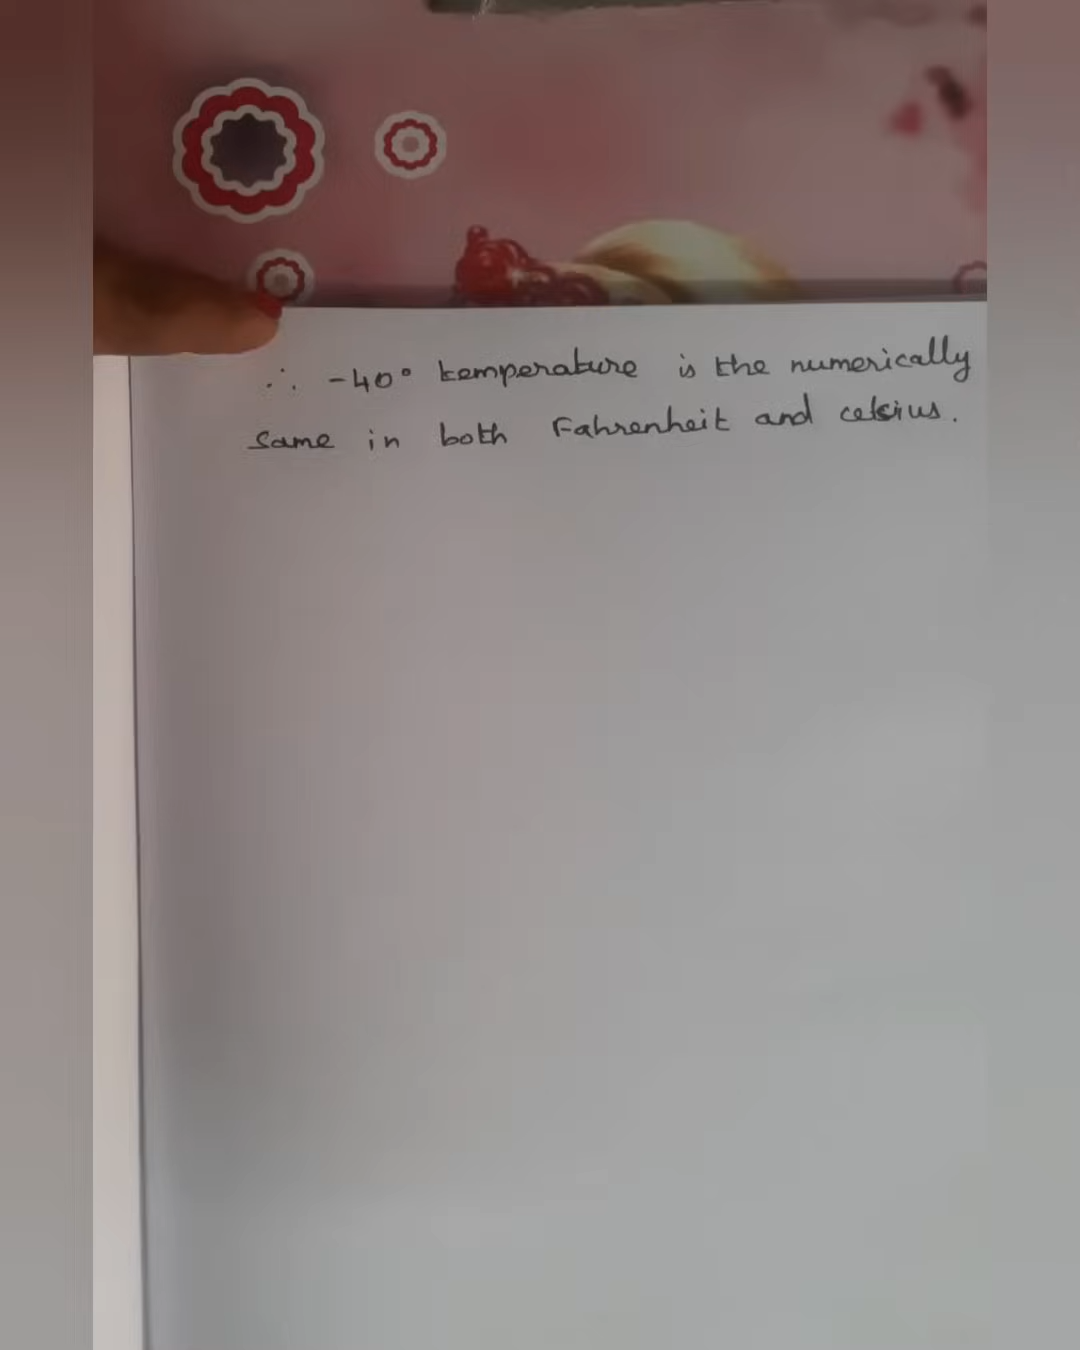 ∴ -40° temperature is the numerically
same in both Fahrenheit and celsius.